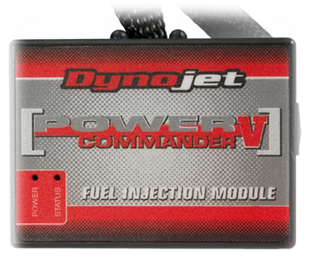 Dynojet
POWER V
COMMANDER
FUEL INJECTION MODULE
POWER
STATUS